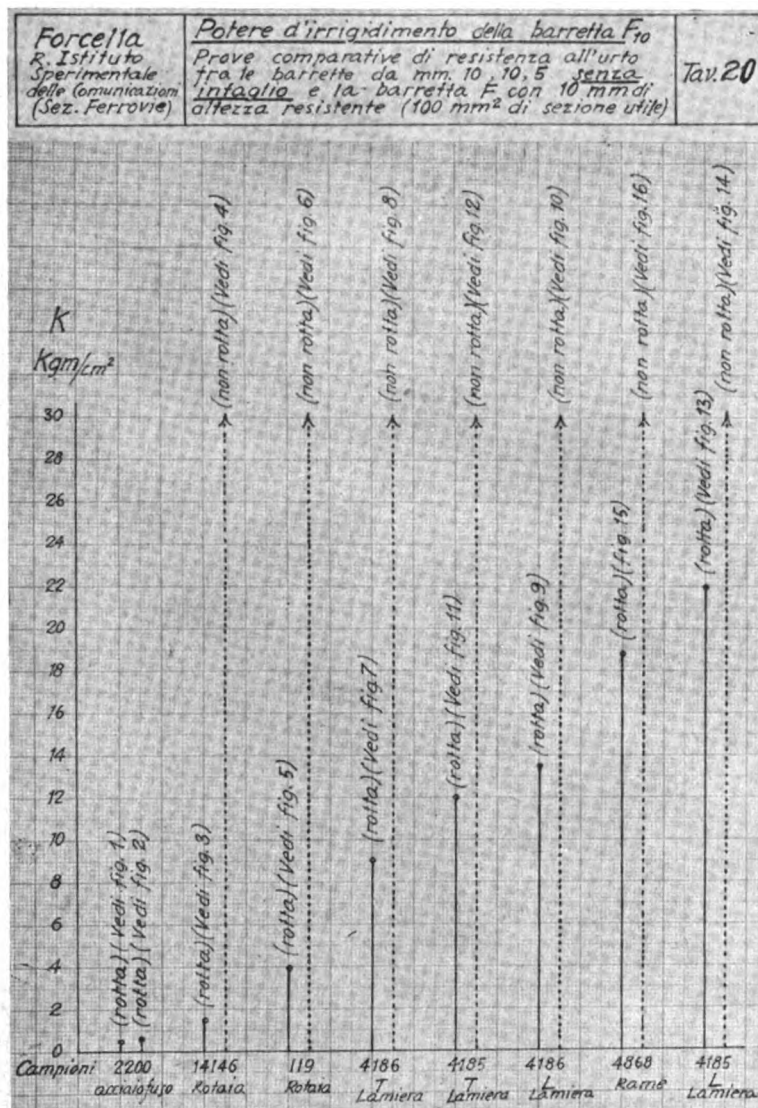 Forcella
R. Istituto
Sperimentale
delle Comunicazioni
(Sez. Ferrovie)
Potere d'irrigidimento della barretta F10
Prove comparative di resistenza all'urto
fra le barrette da mm. 10, 10, 5 senza
intaglio e la barretta F con 10 mm di
altezza resistente (100 mm² di sezione utile)
Tav. 20
K
Kgm/cm²
30
28
26
24
22
20
18
16
14
12
10
8
6
4
2
0
(rotta)(Vedi fig. 1)
(rotta)(Vedi fig. 2)
(rotta)(Vedi fig. 3)
(non rotta)(Vedi fig. 4)
(rotta)(Vedi fig. 5)
(non rotta)(Vedi fig. 6)
(rotta)(Vedi fig. 7)
(non rotta)(Vedi fig. 8)
(rotta)(Vedi fig. 11)
(non rotta)(Vedi fig. 12)
(rotta)(Vedi fig. 9)
(non rotta)(Vedi fig. 10)
(rotta)(fig. 15)
(non rotta)(Vedi fig. 16)
(rotta)(Vedi fig. 13)
(non rotta)(Vedi fig. 14)
Campioni 2200 14146 119 4186 4185 4186 4868 4185
T T L L
acciaio fuso Rotaia Rotaia Lamiera Lamiera Lamiera Rame Lamiera